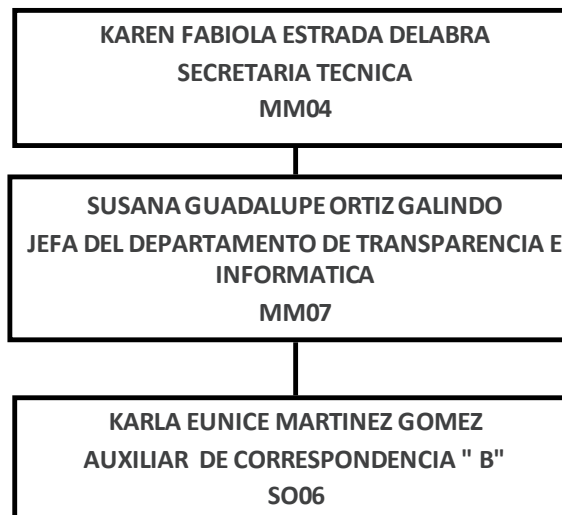 KAREN FABIOLA ESTRADA DELABRA
SECRETARIA TECNICA
MM04
SUSANA GUADALUPE ORTIZ GALINDO
JEFA DEL DEPARTAMENTO DE TRANSPARENCIA E
INFORMATICA
MM07
KARLA EUNICE MARTINEZ GOMEZ
AUXILIAR DE CORRESPONDENCIA " B"
SO06